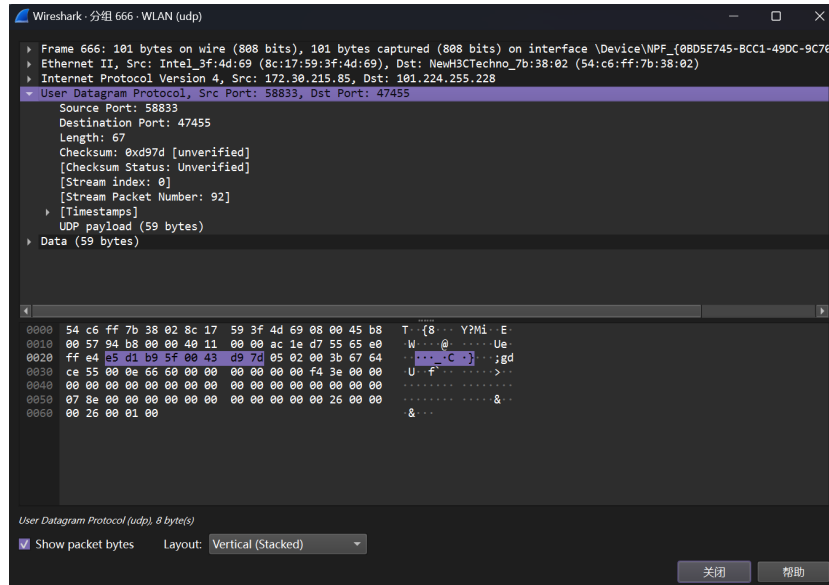 Wireshark · 分组 666 · WLAN (udp)
Frame 666: 101 bytes on wire (808 bits), 101 bytes captured (808 bits) on interface \Device\NPF_{0BD5E745-BCC1-49DC-9C70
Ethernet II, Src: Intel_3f:4d:69 (8c:17:59:3f:4d:69), Dst: NewH3CTechno_7b:38:02 (54:c6:ff:7b:38:02)
Internet Protocol Version 4, Src: 172.30.215.85, Dst: 101.224.255.228
User Datagram Protocol, Src Port: 58833, Dst Port: 47455
Source Port: 58833
Destination Port: 47455
Length: 67
Checksum: 0xd97d [unverified]
[Checksum Status: Unverified]
[Stream index: 0]
[Stream Packet Number: 92]
[Timestamps]
UDP payload (59 bytes)
Data (59 bytes)
0000 54 c6 ff 7b 38 02 8c 17 59 3f 4d 69 08 00 45 b8 T··{8··· Y?Mi··E·
0010 00 57 94 b8 00 00 40 11 00 00 ac 1e d7 55 65 e0 ·W····@· ·····Ue·
0020 ff e4 e5 d1 b9 5f 00 43 d9 7d 05 02 00 3b 67 64 ·····_·C ·}···;gd
0030 ce 55 00 0e 66 60 00 00 00 00 00 00 f4 3e 00 00 ·U··f`·· ·····>··
0040 00 00 00 00 00 00 00 00 00 00 00 00 00 00 00 00 ········ ········
0050 07 8e 00 00 00 00 00 00 00 00 00 00 00 26 00 00 ········ ·····&··
0060 00 26 00 01 00 ·&···
User Datagram Protocol (udp), 8 byte(s)
Show packet bytes Layout: Vertical (Stacked)
关闭 帮助